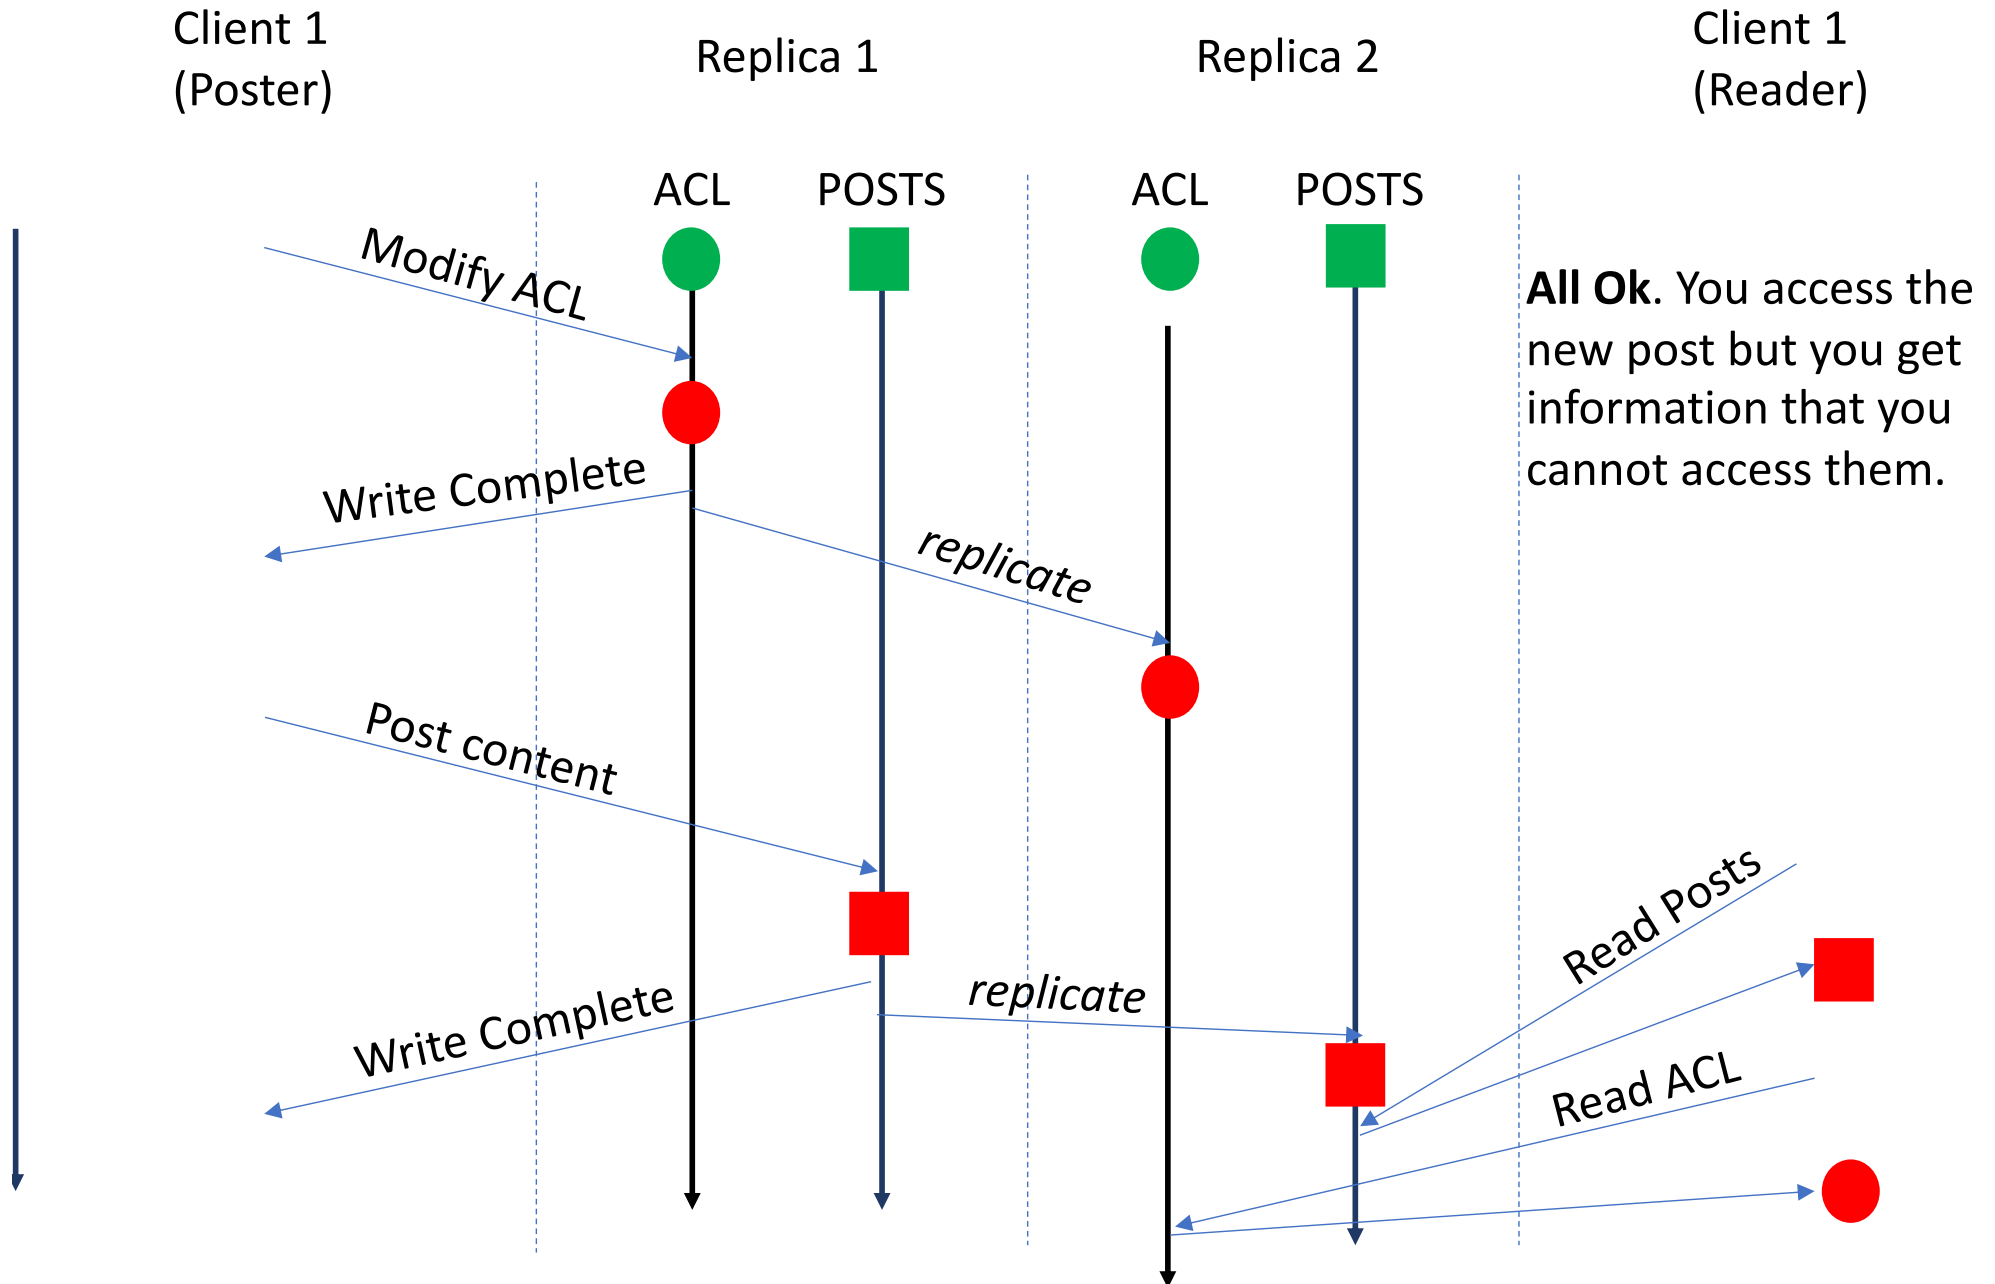 Client 1
(Poster)
Replica 1
Replica 2
Client 1
(Reader)
ACL
POSTS
ACL
POSTS
Modify ACL
All Ok. You access the
new post but you get
information that you
cannot access them.
Write Complete
replicate
Post content
Read Posts
Write Complete
replicate
Read ACL